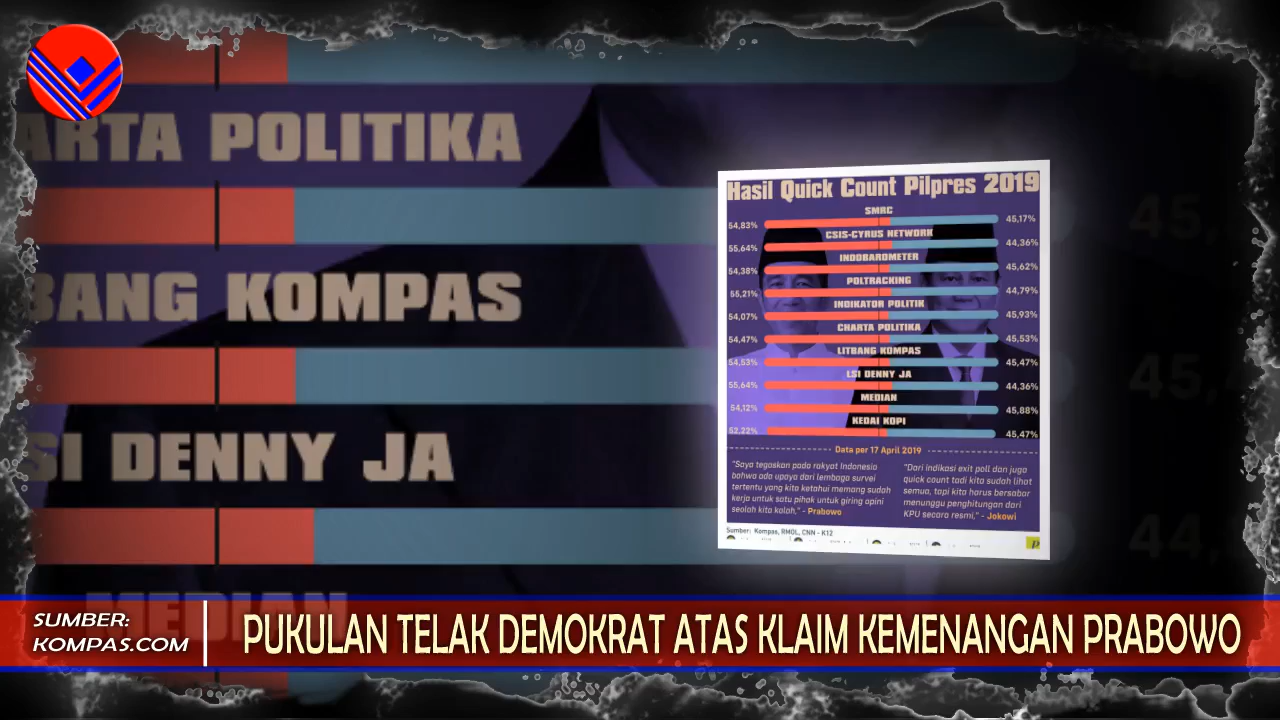 ARTA POLITIKA
45,
BANG KOMPAS
45,
SI DENNY JA
44,
MEDIAN
Hasil Quick Count Pilpres 2019
SMRC
54,83% 45,17%
CSIS-CYRUS NETWORK
55,64% 44,36%
INDOBAROMETER
54,38% 45,62%
POLTRACKING
55,21% 44,79%
INDIKATOR POLITIK
54,07% 45,93%
CHARTA POLITIKA
54,47% 45,53%
LITBANG KOMPAS
54,53% 45,47%
LSI DENNY JA
55,64% 44,36%
MEDIAN
54,12% 45,88%
KEDAI KOPI
52,22% 45,47%
Data per 17 April 2019
"Saya tegaskan pada rakyat Indonesia
bahwa ada upaya dari lembaga survei
tertentu yang kita ketahui memang sudah
kerja untuk satu pihak untuk giring opini
seolah kita kalah," - Prabowo
"Dari indikasi exit poll dan juga
quick count tadi kita sudah lihat
semua, tapi kita harus bersabar
menunggu penghitungan dari
KPU secara resmi," - Jokowi
Sumber: Kompas, RMOL, CNN - K12
SUMBER:
KOMPAS.COM
PUKULAN TELAK DEMOKRAT ATAS KLAIM KEMENANGAN PRABOWO